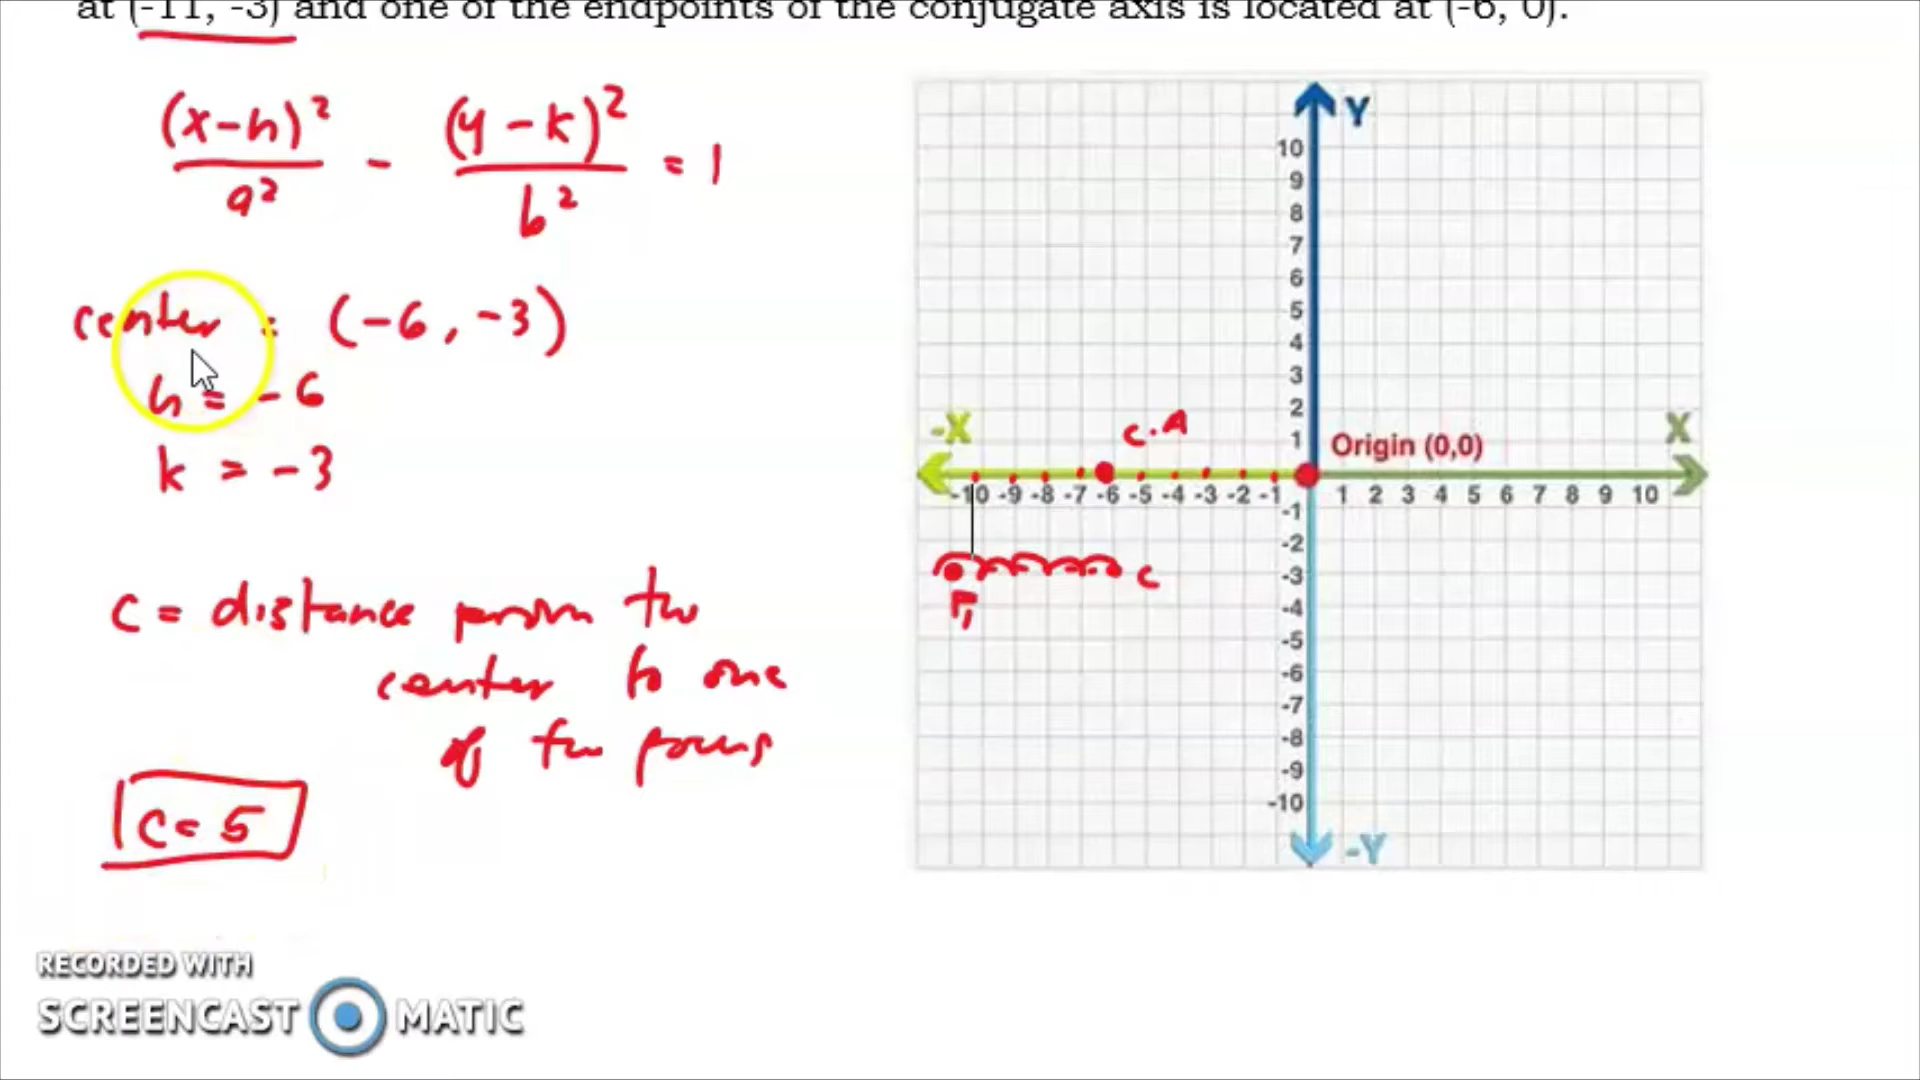 at (-11, -3) and one of the endpoints of the conjugate axis is located at (-6, 0).
(x-h)² / a² - (y-k)² / b² = 1
center = (-6, -3)
h = -6
k = -3
c = distance from the
center to one
of the focus
c = 5
Y
10
9
8
7
6
5
4
3
2
1
-X
C.A
Origin (0,0)
X
-10 -9 -8 -7 -6 -5 -4 -3 -2 -1 1 2 3 4 5 6 7 8 9 10
-1
-2
-3
-4
-5
-6
-7
-8
-9
-10
-Y
C
F₁
RECORDED WITH
SCREENCAST MATIC